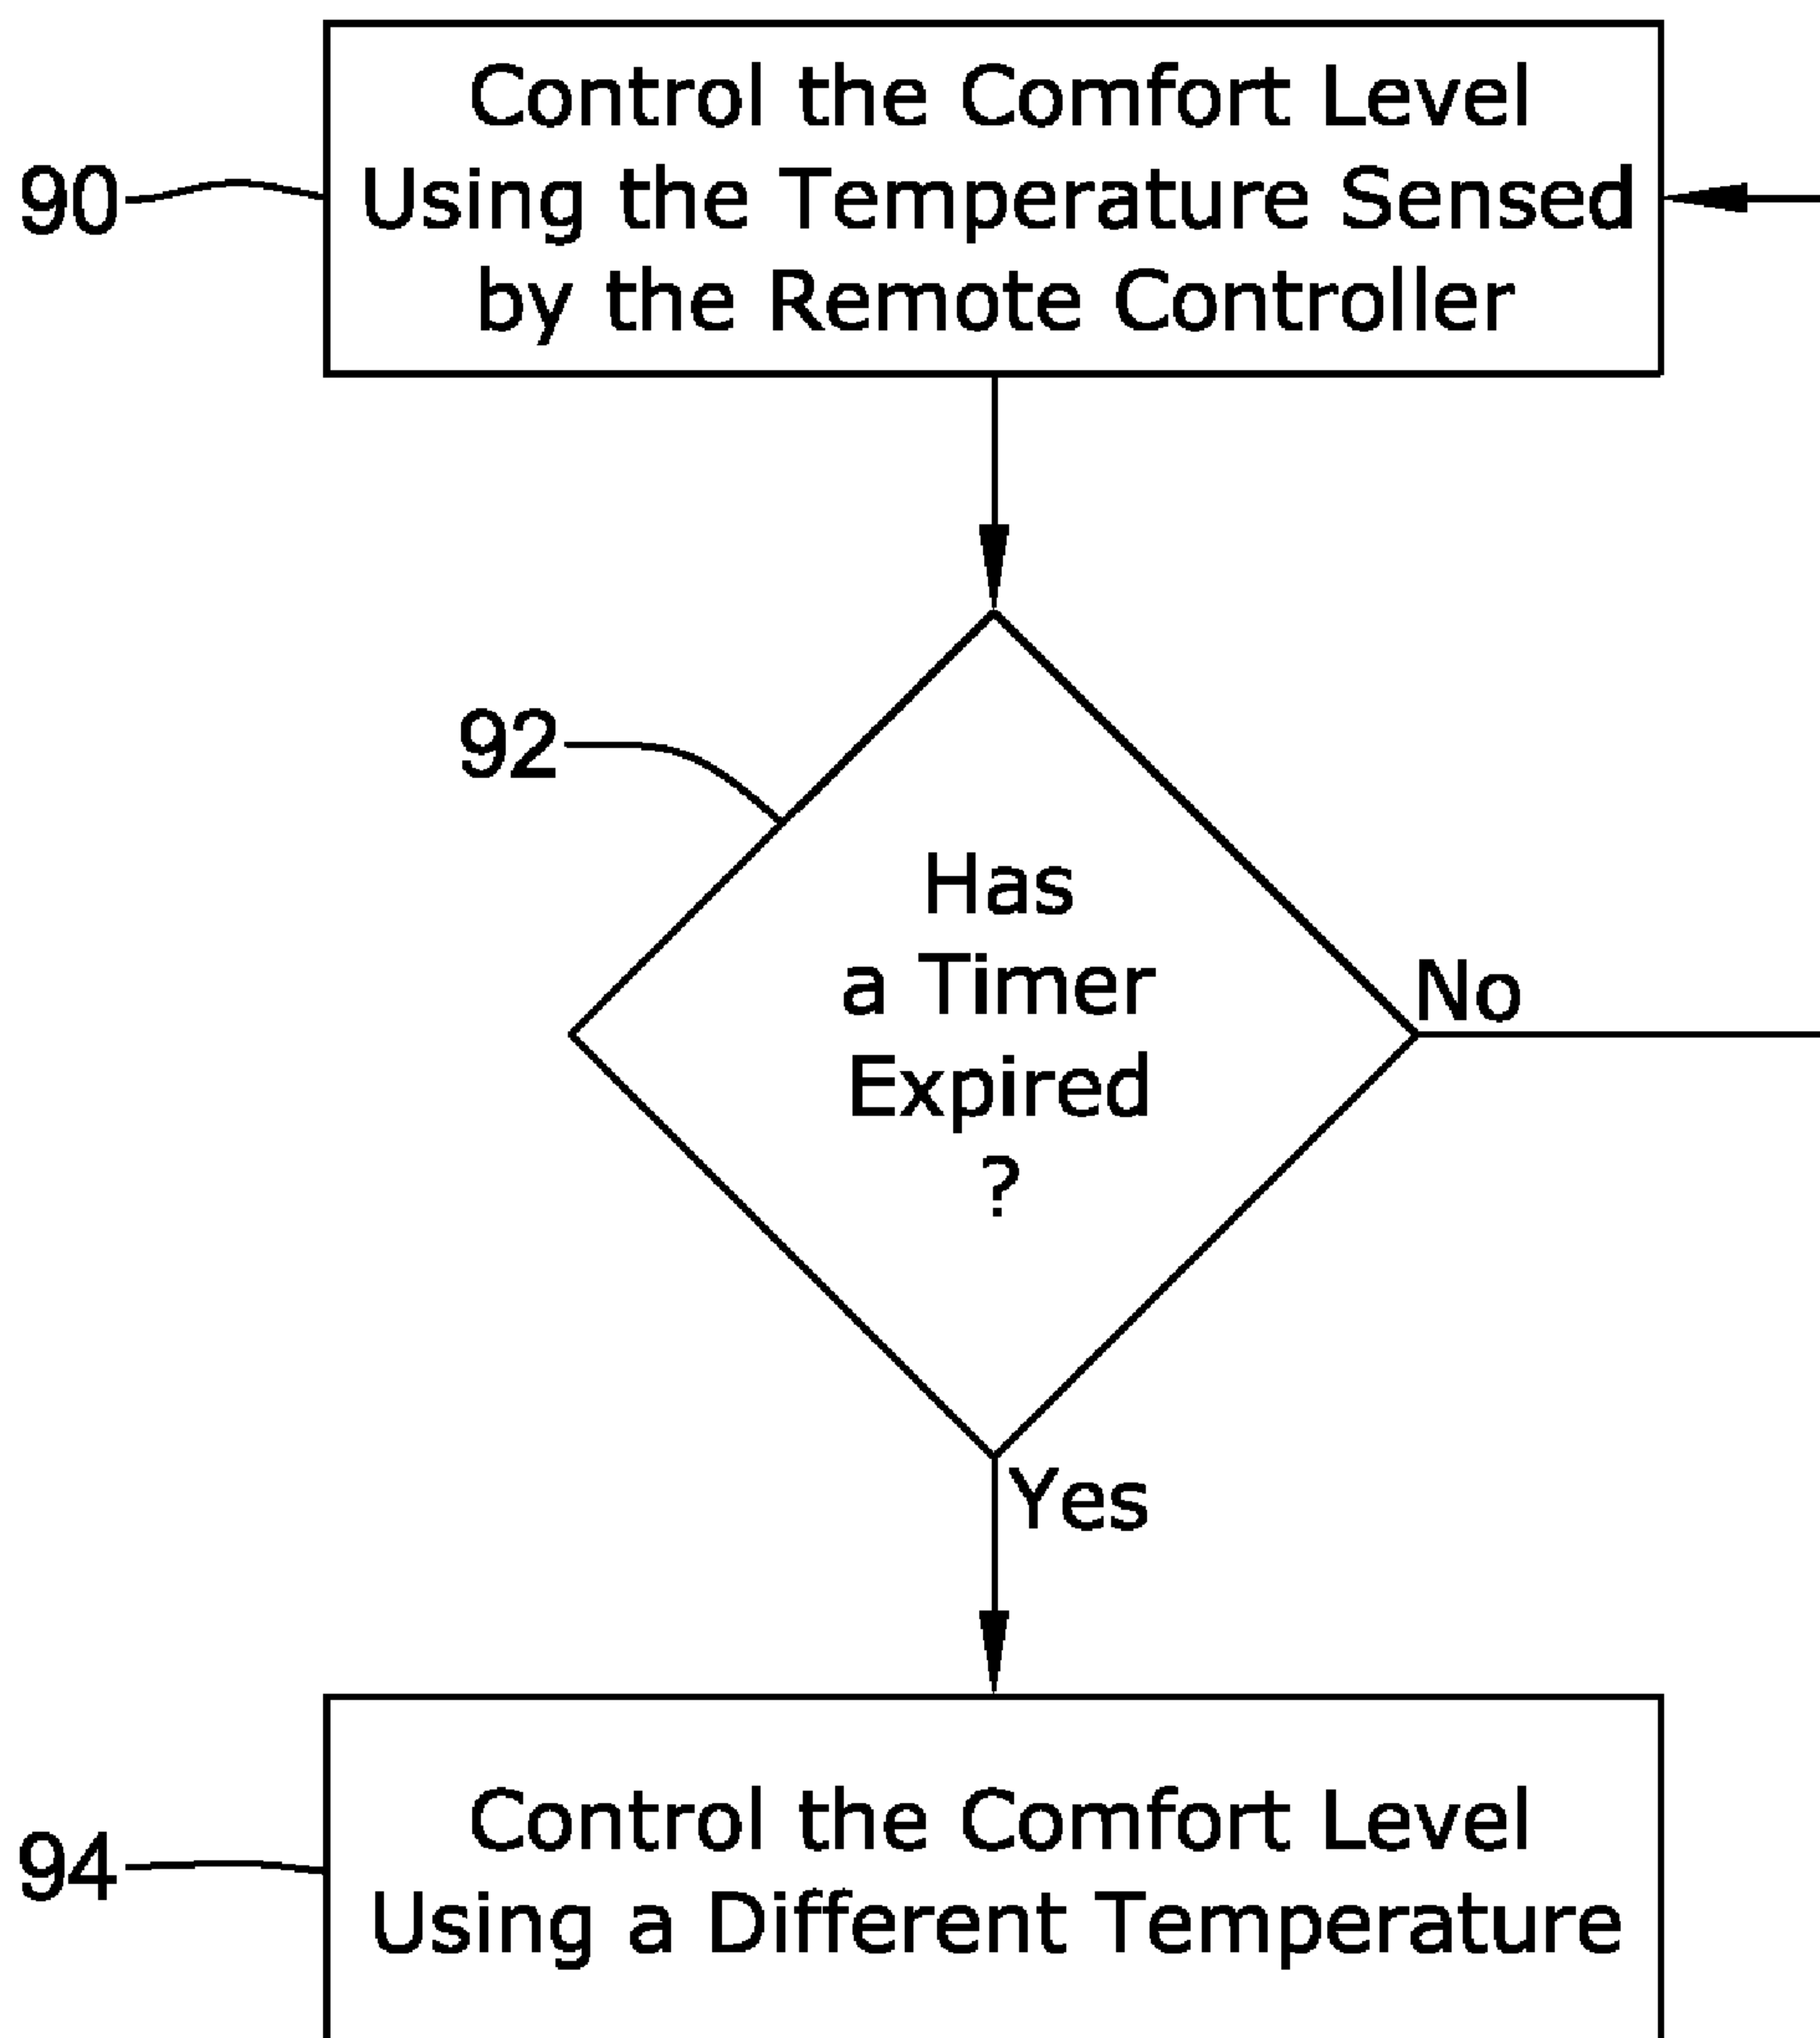 Control the Comfort Level
90
Using the Temperature Sensed
by the Remote Controller
92
Has
a Timer
Expired
?
No
Yes
Control the Comfort Level
94
Using a Different Temperature